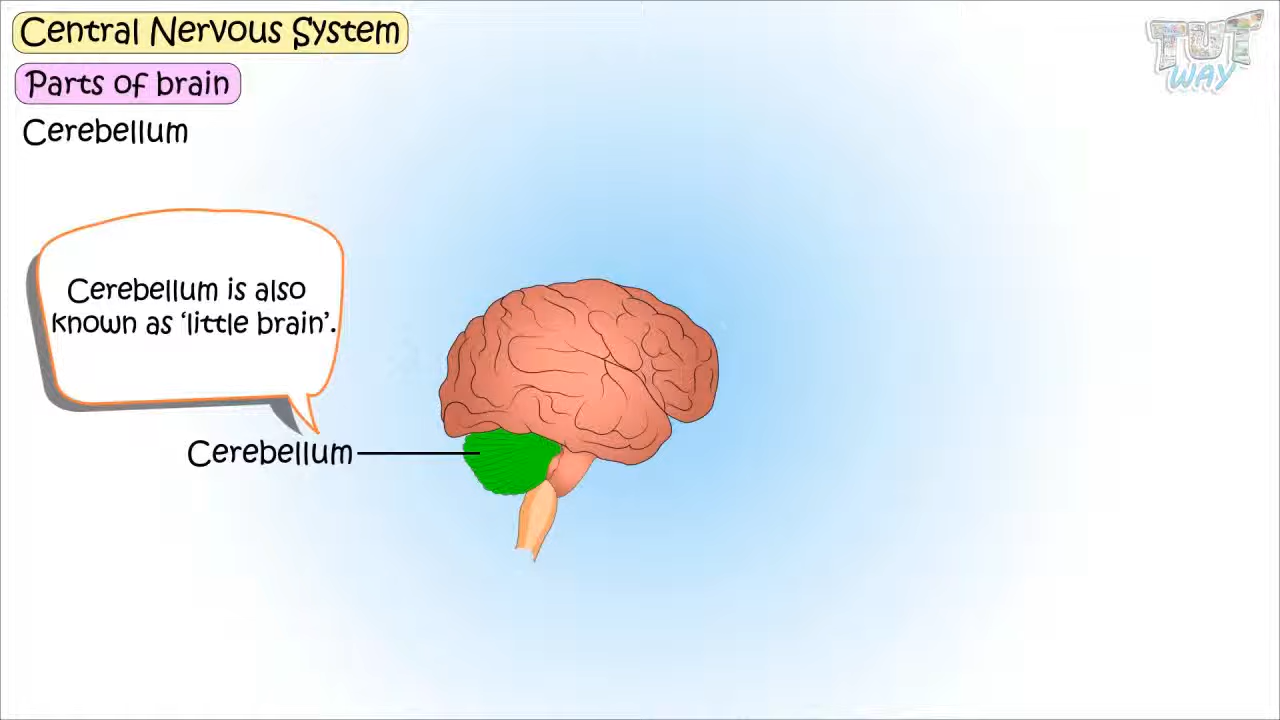 Central Nervous System
TUT
WAY
Parts of brain
Cerebellum
Cerebellum is also
known as ‘little brain’.
Cerebellum